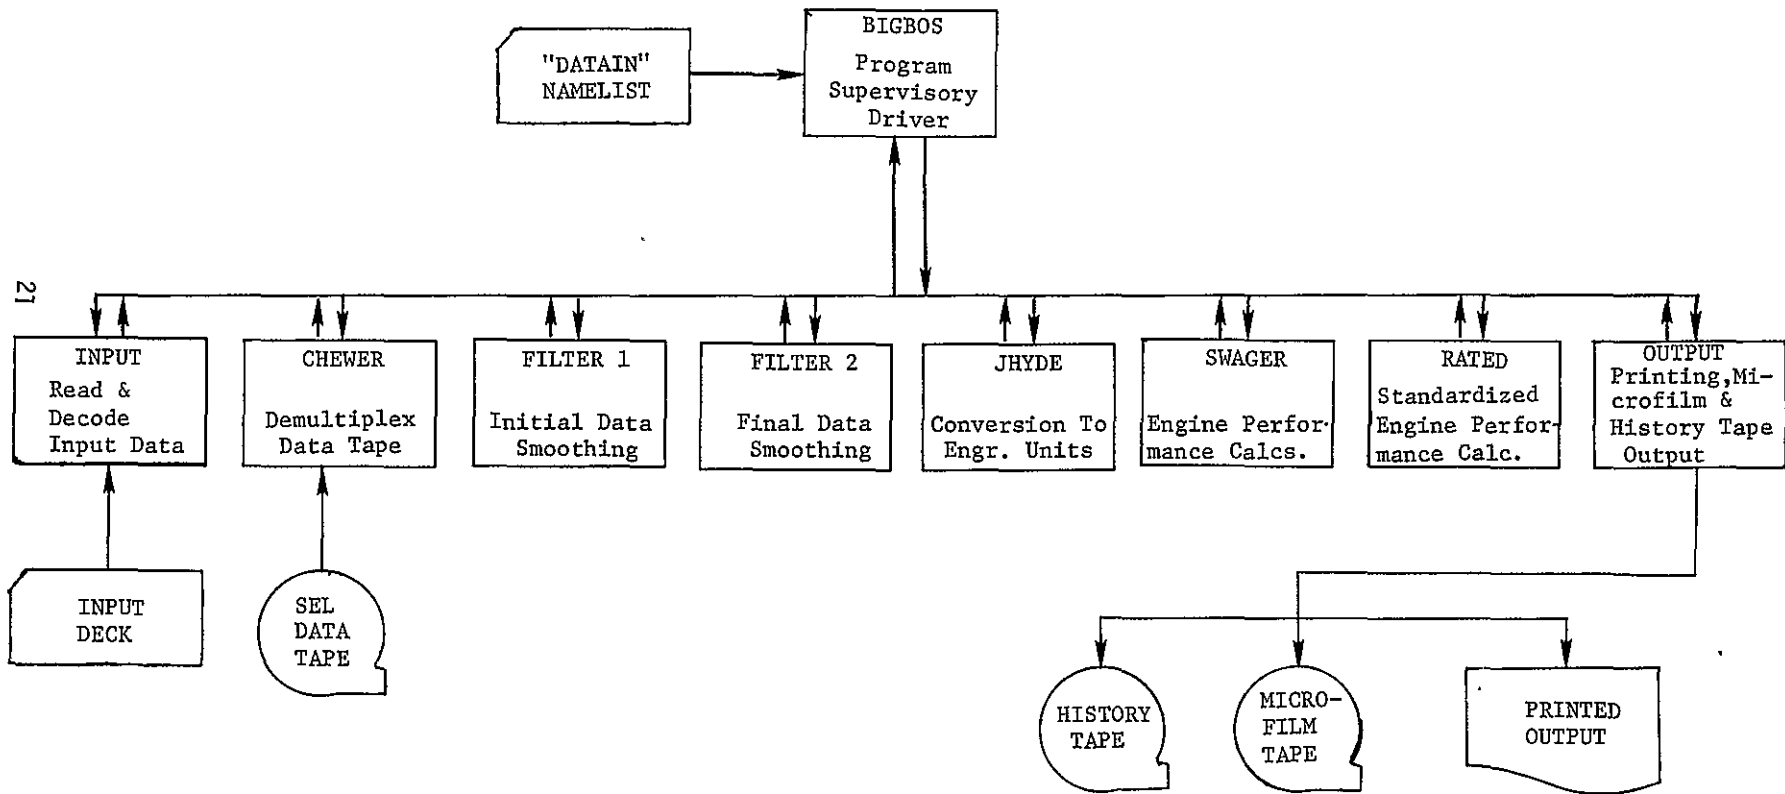 BIGBOS
Program
Supervisory
Driver
"DATAIN"
NAMELIST
21
INPUT
Read &
Decode
Input Data
CHEWER
Demultiplex
Data Tape
FILTER 1
Initial Data
Smoothing
FILTER 2
Final Data
Smoothing
JHYDE
Conversion To
Engr. Units
SWAGER
Engine Perfor-
mance Calcs.
RATED
Standardized
Engine Perfor-
mance Calc.
OUTPUT
Printing,Mi-
crofilm &
History Tape
Output
INPUT
DECK
SEL
DATA
TAPE
HISTORY
TAPE
MICRO-
FILM
TAPE
PRINTED
OUTPUT